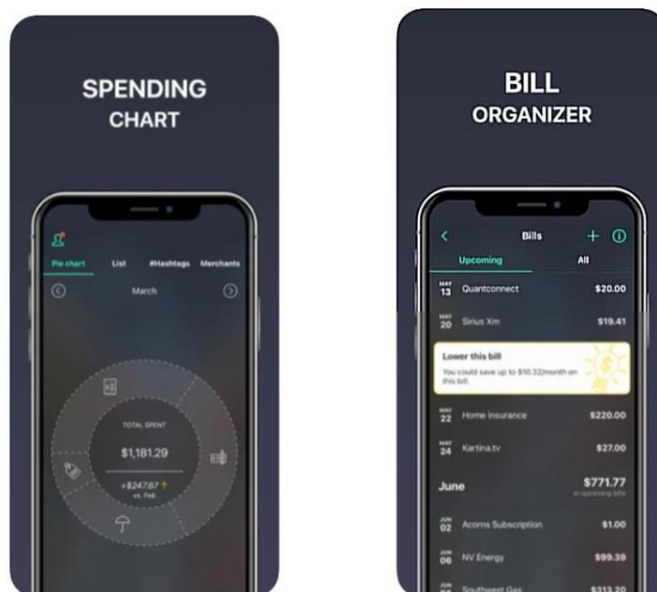 SPENDING
CHART
Pie chart List #Hashtags Merchants
March
TOTAL SPENT
$1,181.29
+$247.67
vs. Feb
BILL
ORGANIZER
Bills
Upcoming All
MAY
13 Quantconnect $20.00
MAY
20 Sirius Xm $19.41
Lower this bill
You could save up to $10.32/month on
this bill.
MAY
22 Home insurance $220.00
MAY
24 Kartina.tv $27.00
June $771.77
in upcoming bills
JUN
02 Acorns Subscription $1.00
JUN
06 NV Energy $99.39
JUN
Southwest Gas $313.20